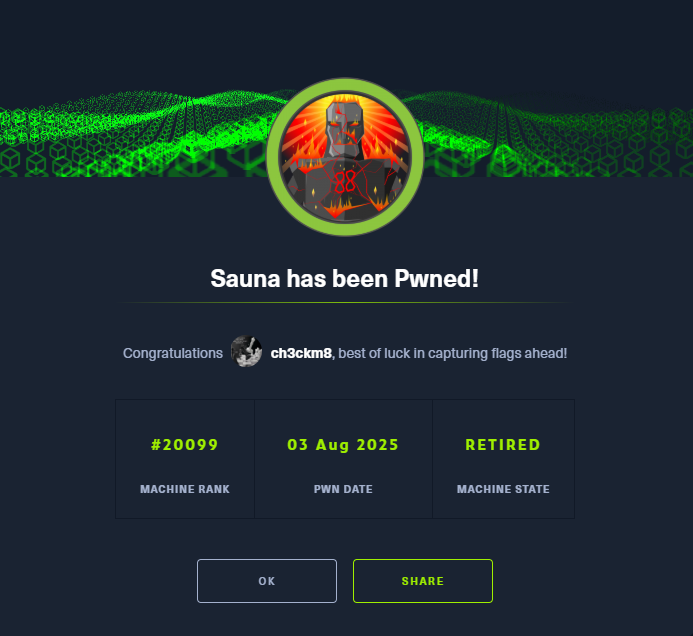 Sauna has been Pwned!
Congratulations ch3ckm8, best of luck in capturing flags ahead!
#20099 03 Aug 2025 RETIRED
MACHINE RANK PWN DATE MACHINE STATE
OK SHARE